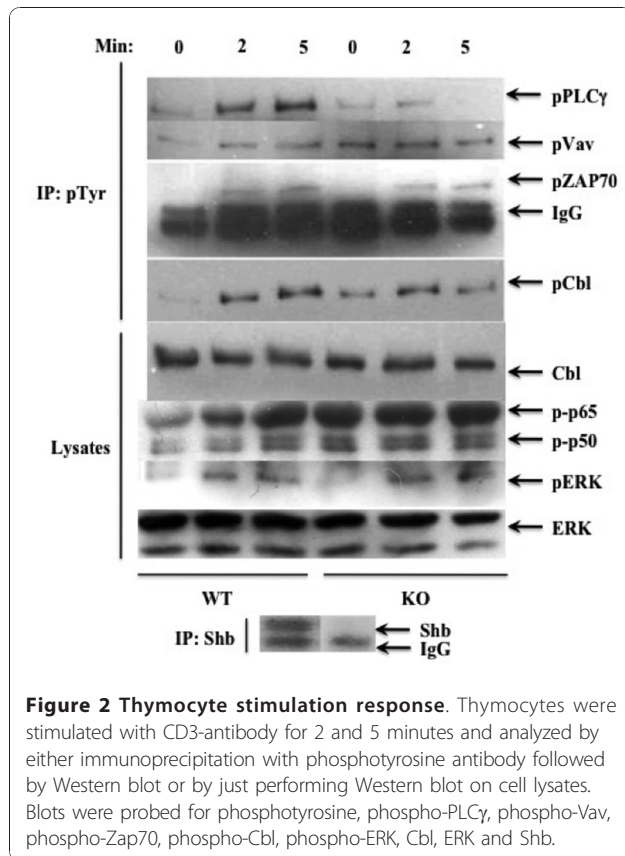 Min: 0 2 5 0 2 5
pPLCγ
pVav
pZAP70
IP: pTyr
IgG
pCbl
Cbl
p-p65
Lysates
p-p50
pERK
ERK
WT KO
IP: Shb
Shb
IgG
Figure 2 Thymocyte stimulation response. Thymocytes were
stimulated with CD3-antibody for 2 and 5 minutes and analyzed by
either immunoprecipitation with phosphotyrosine antibody followed
by Western blot or by just performing Western blot on cell lysates.
Blots were probed for phosphotyrosine, phospho-PLCγ, phospho-Vav,
phospho-Zap70, phospho-Cbl, phospho-ERK, Cbl, ERK and Shb.